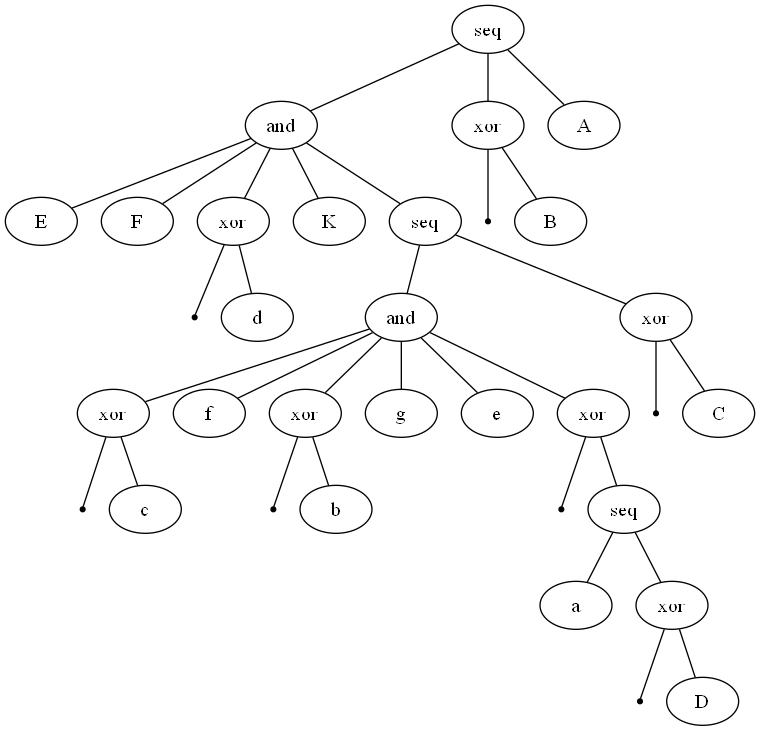 seq
and xor A
E F xor K seq B
d and xor
xor f xor g e xor C
c b seq
a xor
D